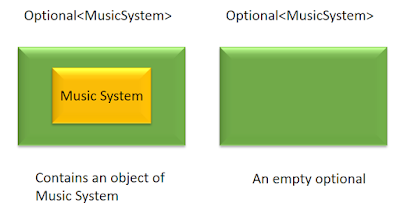 Optional<MusicSystem>
Optional<MusicSystem>
Music System
Contains an object of
Music System
An empty optional